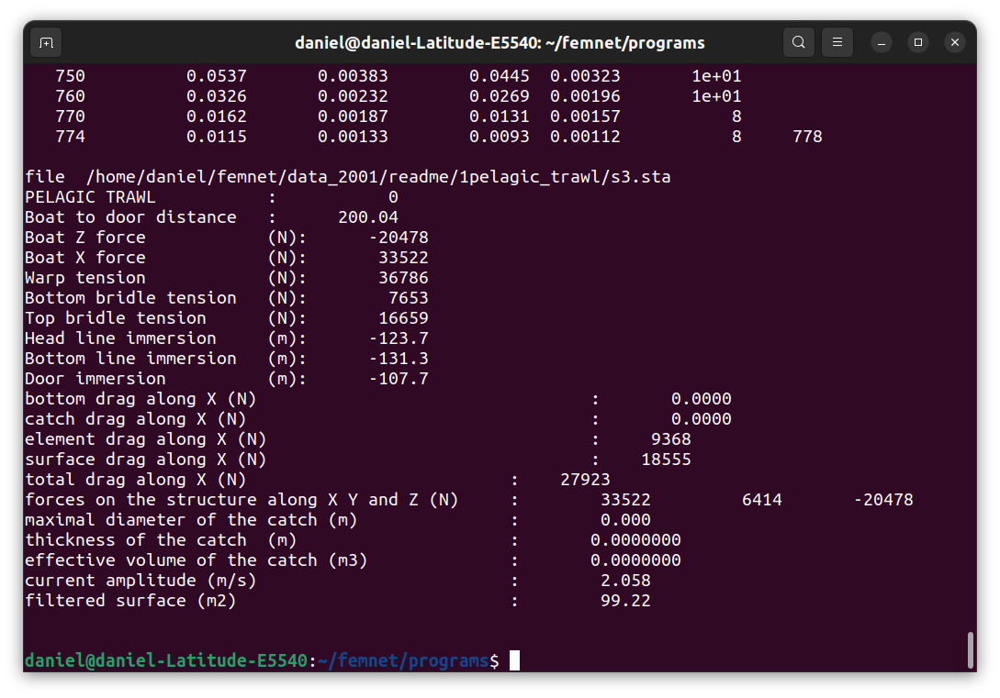 daniel@daniel-Latitude-E5540: ~/femnet/programs
750 0.0537 0.00383 0.0445 0.00323 1e+01
760 0.0326 0.00232 0.0269 0.00196 1e+01
770 0.0162 0.00187 0.0131 0.00157 8
774 0.0115 0.00133 0.0093 0.00112 8 778
file /home/daniel/femnet/data_2001/readme/1pelagic_trawl/s3.sta
PELAGIC TRAWL : 0
Boat to door distance : 200.04
Boat Z force (N): -20478
Boat X force (N): 33522
Warp tension (N): 36786
Bottom bridle tension (N): 7653
Top bridle tension (N): 16659
Head line immersion (m): -123.7
Bottom line immersion (m): -131.3
Door immersion (m): -107.7
bottom drag along X (N) : 0.0000
catch drag along X (N) : 0.0000
element drag along X (N) : 9368
surface drag along X (N) : 18555
total drag along X (N) : 27923
forces on the structure along X Y and Z (N) : 33522 6414 -20478
maximal diameter of the catch (m) : 0.000
thickness of the catch (m) : 0.0000000
effective volume of the catch (m3) : 0.0000000
current amplitude (m/s) : 2.058
filtered surface (m2) : 99.22
daniel@daniel-Latitude-E5540:~/femnet/programs$